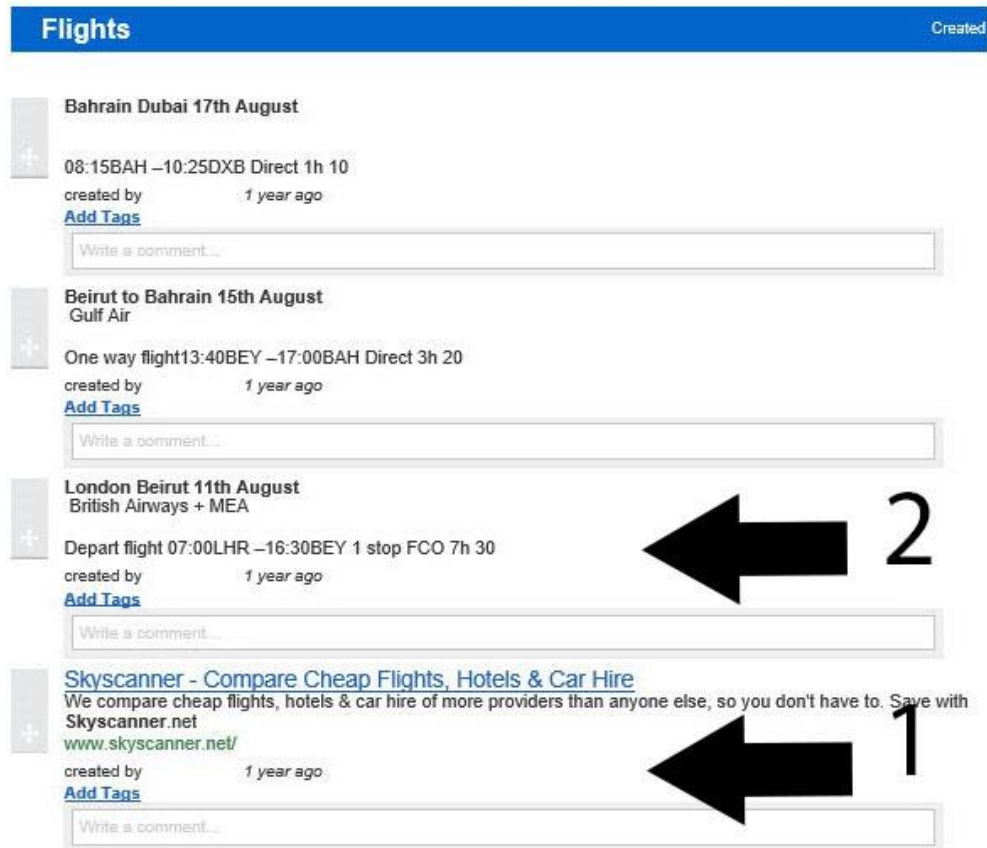 Flights
Created
Bahrain Dubai 17th August
08:15BAH –10:25DXB Direct 1h 10
created by 1 year ago
Add Tags
Write a comment...
Beirut to Bahrain 15th August
Gulf Air
One way flight13:40BEY –17:00BAH Direct 3h 20
created by 1 year ago
Add Tags
Write a comment...
London Beirut 11th August
British Airways + MEA
2
Depart flight 07:00LHR –16:30BEY 1 stop FCO 7h 30
created by 1 year ago
Add Tags
Write a comment...
Skyscanner - Compare Cheap Flights, Hotels & Car Hire
We compare cheap flights, hotels & car hire of more providers than anyone else, so you don't have to. Save with
Skyscanner.net
www.skyscanner.net/
1
created by 1 year ago
Add Tags
Write a comment...